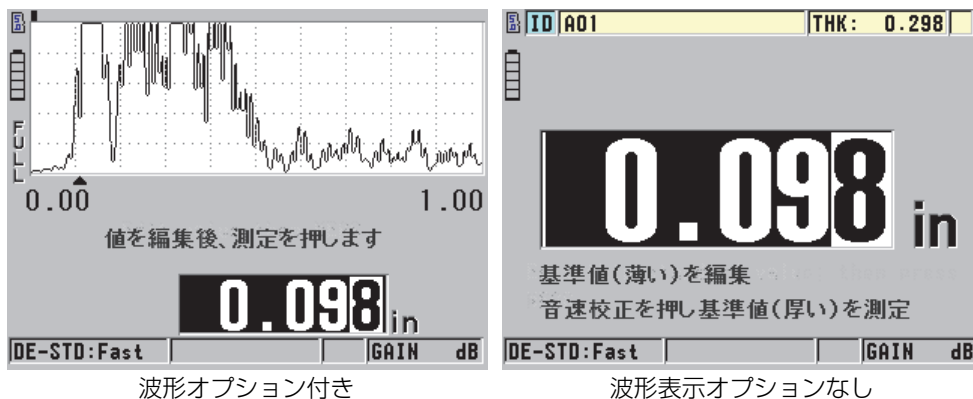 FULL
0.00 1.00
値を編集後、測定を押します
0.098 in
DE-STD:Fast GAIN dB
波形オプション付き
ID A01 THK: 0.298
0.098 in
基準値(薄い)を編集
音速校正を押し基準値(厚い)を測定
DE-STD:Fast GAIN dB
波形表示オプションなし